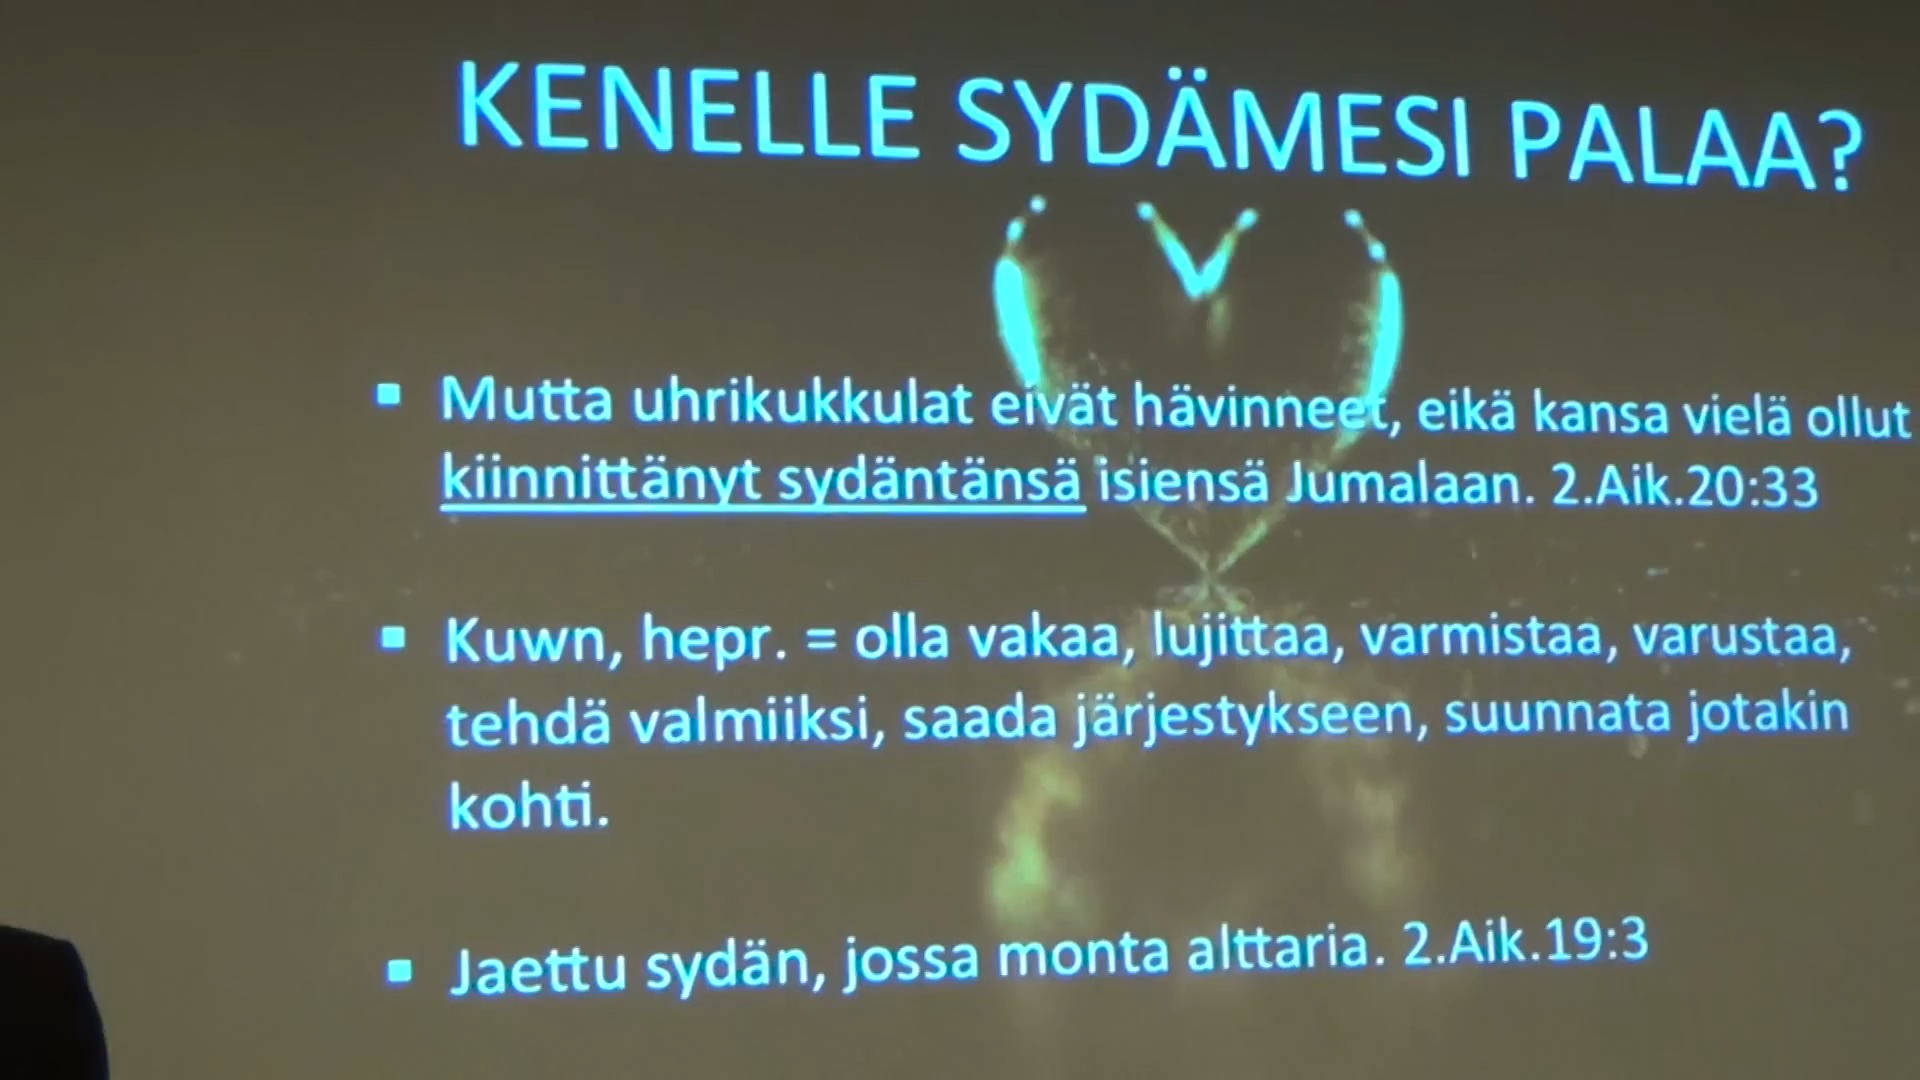 KENELLE SYDÄMESI PALAA?
▪ Mutta uhrikukkulat eivät hävinneet, eikä kansa vielä ollut
kiinnittänyt sydäntänsä isiensä Jumalaan. 2.Aik.20:33
▪ Kuwn, hepr. = olla vakaa, lujittaa, varmistaa, varustaa,
tehdä valmiiksi, saada järjestykseen, suunnata jotakin
kohti.
▪ Jaettu sydän, jossa monta alttaria. 2.Aik.19:3